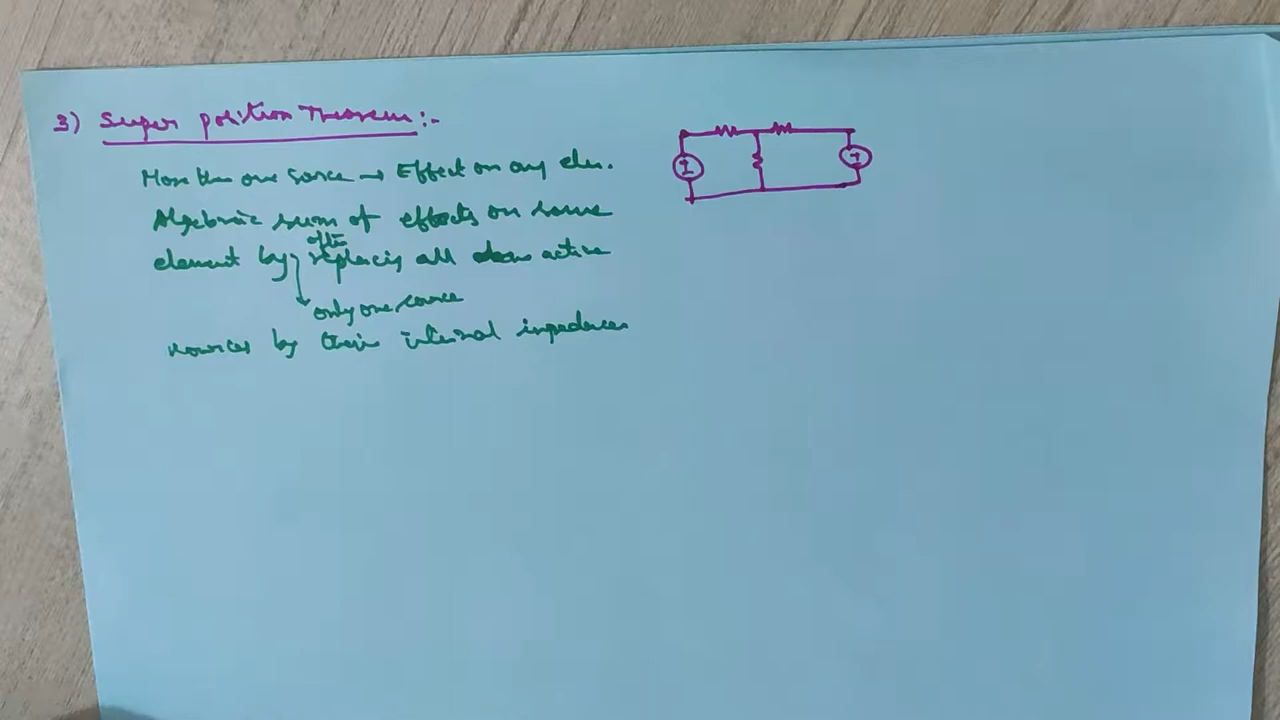 3) Super position Theorem:-
More than one Source → Effect on any ele.
Algebraic sum of effects on same
after
element by replacing all active
only one source
sources by their internal impedances
I